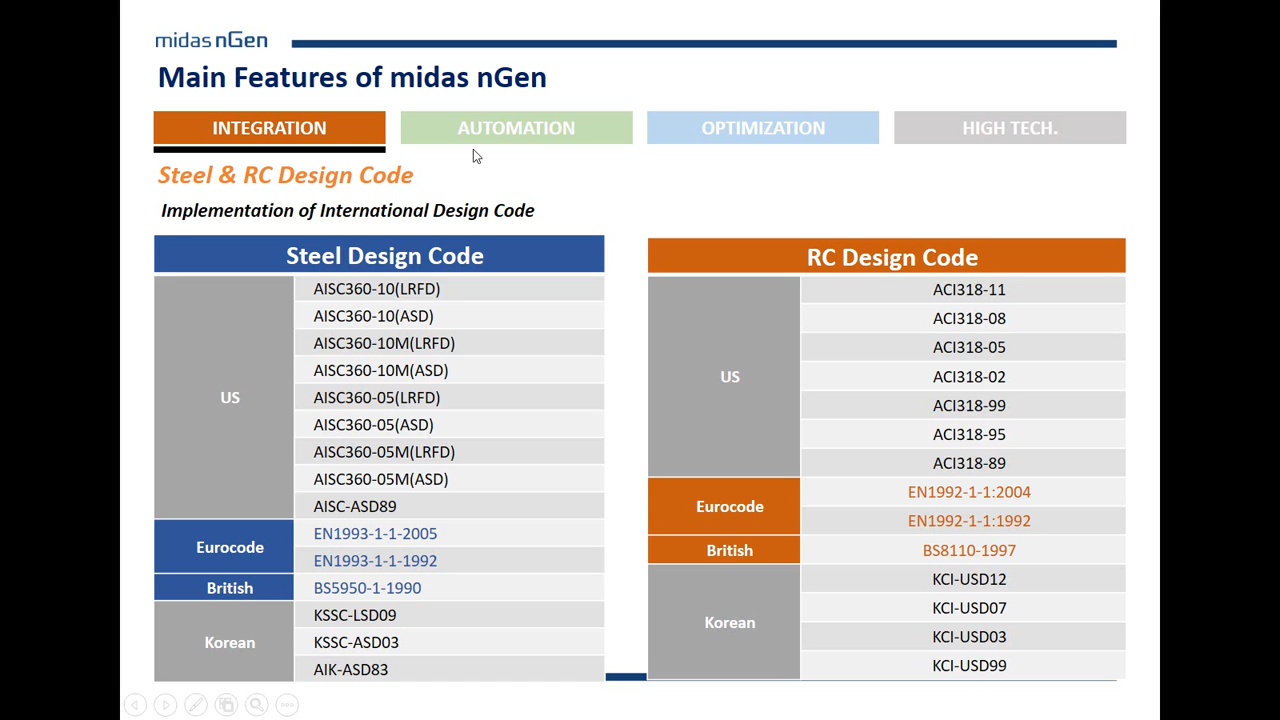 midas nGen
Main Features of midas nGen
INTEGRATION
AUTOMATION
OPTIMIZATION
HIGH TECH.
Steel & RC Design Code
Implementation of International Design Code
Steel Design Code
US
AISC360-10(LRFD)
AISC360-10(ASD)
AISC360-10M(LRFD)
AISC360-10M(ASD)
AISC360-05(LRFD)
AISC360-05(ASD)
AISC360-05M(LRFD)
AISC360-05M(ASD)
AISC-ASD89
Eurocode
EN1993-1-1-2005
EN1993-1-1-1992
British
BS5950-1-1990
Korean
KSSC-LSD09
KSSC-ASD03
AIK-ASD83
RC Design Code
US
ACI318-11
ACI318-08
ACI318-05
ACI318-02
ACI318-99
ACI318-95
ACI318-89
Eurocode
EN1992-1-1:2004
EN1992-1-1:1992
British
BS8110-1997
Korean
KCI-USD12
KCI-USD07
KCI-USD03
KCI-USD99